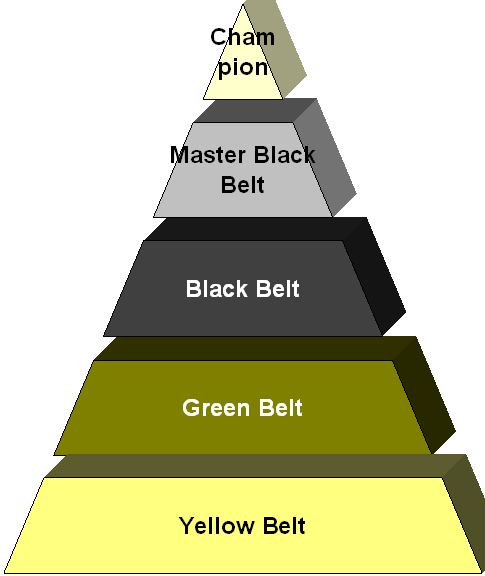 Cham
pion
Master Black
Belt
Black Belt
Green Belt
Yellow Belt